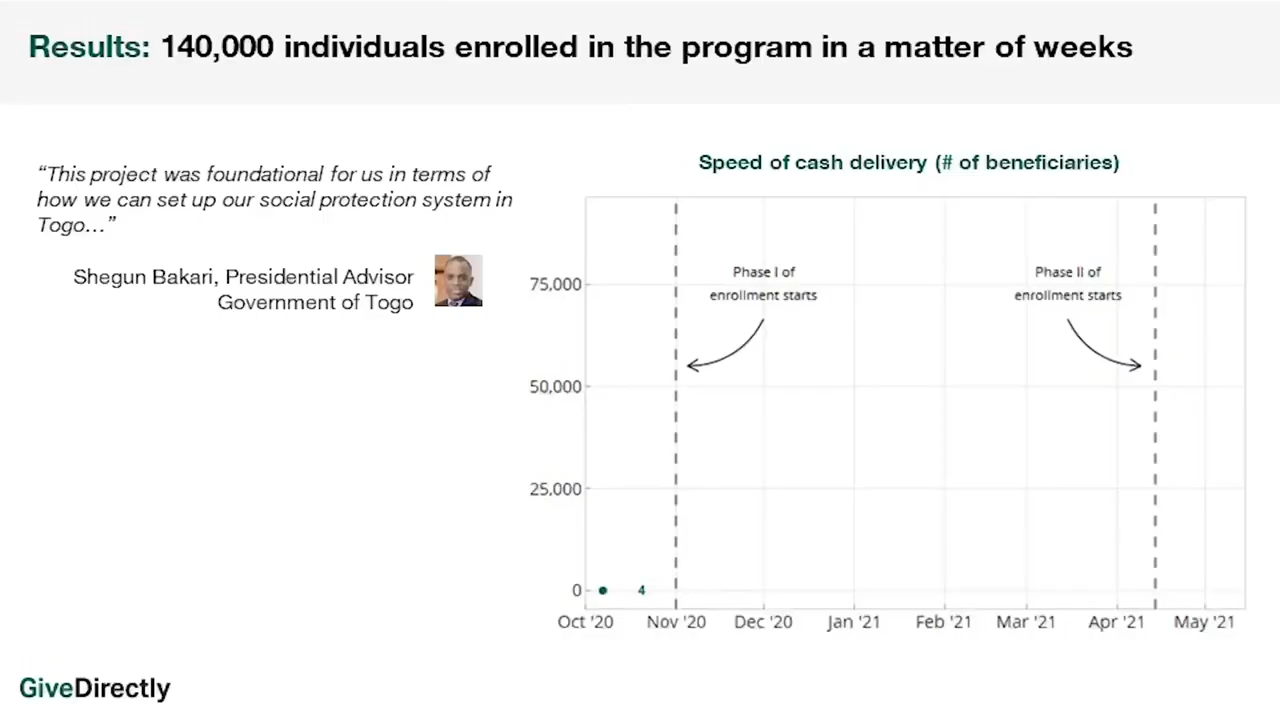 Results: 140,000 individuals enrolled in the program in a matter of weeks
“This project was foundational for us in terms of
how we can set up our social protection system in
Togo…”
Shegun Bakari, Presidential Advisor
Government of Togo
Speed of cash delivery (# of beneficiaries)
Phase I of
enrollment starts
Phase II of
enrollment starts
75,000
50,000
25,000
0
4
Oct '20 Nov '20 Dec '20 Jan '21 Feb '21 Mar '21 Apr '21 May '21
GiveDirectly